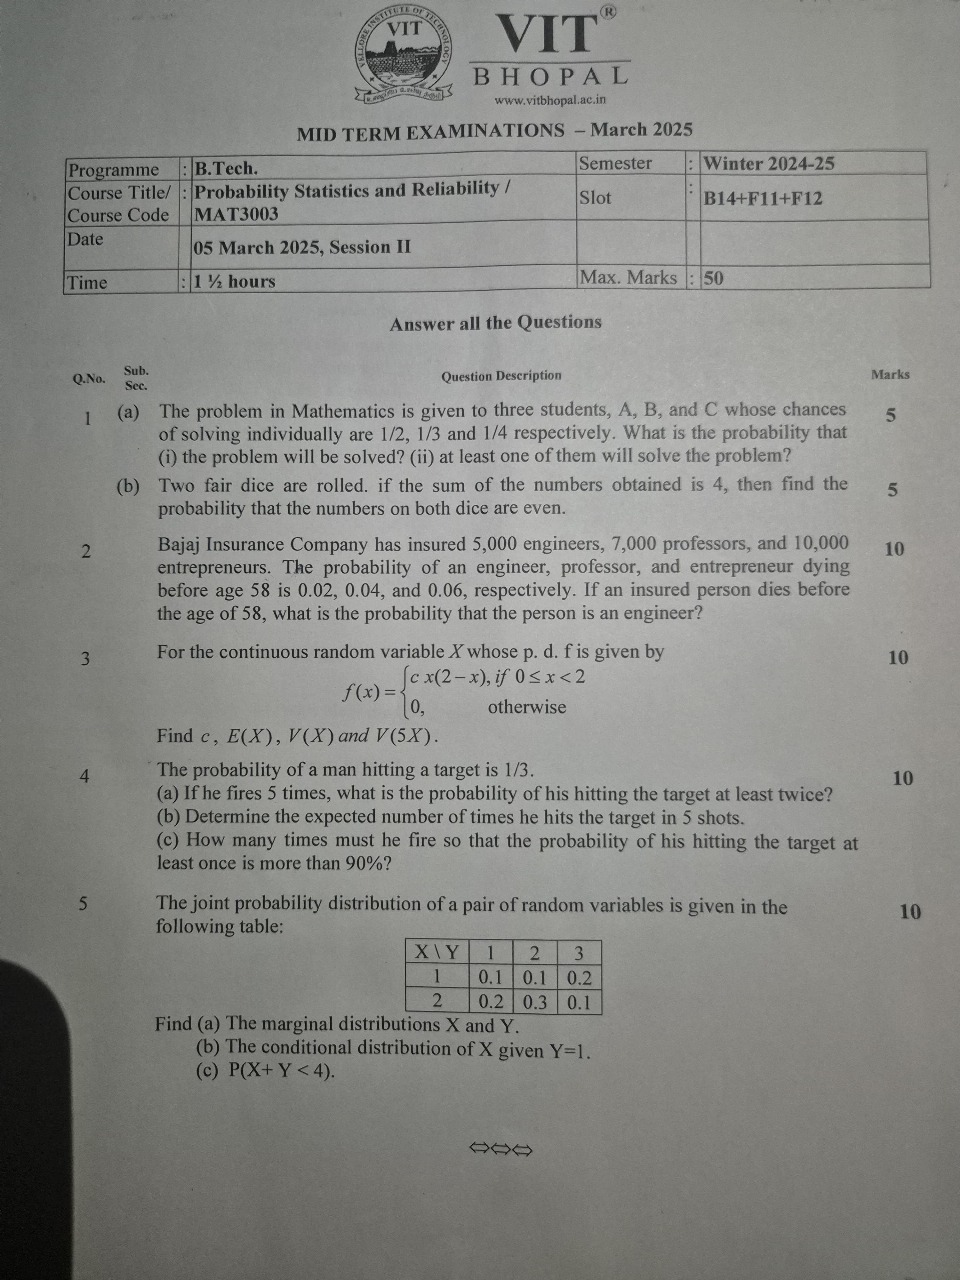 VELLORE INSTITUTE OF TECHNOLOGY
VIT
VIT®
BHOPAL
www.vitbhopal.ac.in
MID TERM EXAMINATIONS – March 2025
Programme : B.Tech. Semester : Winter 2024-25
Course Title/ : Probability Statistics and Reliability / Slot : B14+F11+F12
Course Code MAT3003
Date 05 March 2025, Session II
Time : 1 ½ hours Max. Marks : 50
Answer all the Questions
Q.No. Sub. Sec. Question Description Marks
1 (a) The problem in Mathematics is given to three students, A, B, and C whose chances 5
of solving individually are 1/2, 1/3 and 1/4 respectively. What is the probability that
(i) the problem will be solved? (ii) at least one of them will solve the problem?
(b) Two fair dice are rolled. if the sum of the numbers obtained is 4, then find the 5
probability that the numbers on both dice are even.
2 Bajaj Insurance Company has insured 5,000 engineers, 7,000 professors, and 10,000 10
entrepreneurs. The probability of an engineer, professor, and entrepreneur dying
before age 58 is 0.02, 0.04, and 0.06, respectively. If an insured person dies before
the age of 58, what is the probability that the person is an engineer?
3 For the continuous random variable X whose p. d. f is given by 10
f(x) = { c x(2 – x), if 0 ≤ x < 2
0, otherwise
Find c, E(X), V(X) and V(5X).
4 The probability of a man hitting a target is 1/3. 10
(a) If he fires 5 times, what is the probability of his hitting the target at least twice?
(b) Determine the expected number of times he hits the target in 5 shots.
(c) How many times must he fire so that the probability of his hitting the target at
least once is more than 90%?
5 The joint probability distribution of a pair of random variables is given in the 10
following table:
X \ Y 1 2 3
1 0.1 0.1 0.2
2 0.2 0.3 0.1
Find (a) The marginal distributions X and Y.
(b) The conditional distribution of X given Y=1.
(c) P(X+ Y < 4).